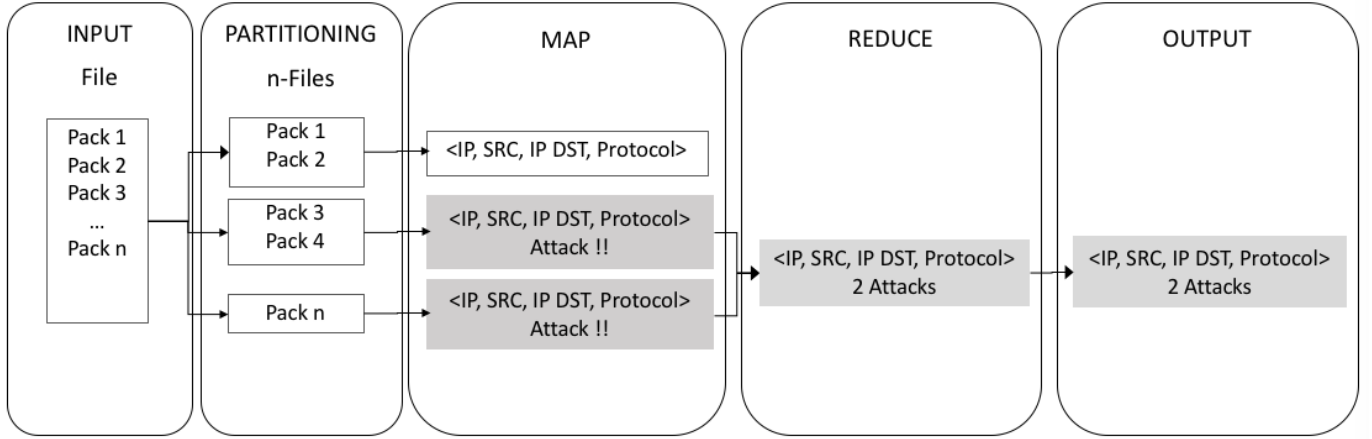 INPUT
File
Pack 1
Pack 2
Pack 3
...
Pack n
PARTITIONING
n-Files
Pack 1
Pack 2
Pack 3
Pack 4
Pack n
MAP
<IP, SRC, IP DST, Protocol>
<IP, SRC, IP DST, Protocol>
Attack !!
<IP, SRC, IP DST, Protocol>
Attack !!
REDUCE
<IP, SRC, IP DST, Protocol>
2 Attacks
OUTPUT
<IP, SRC, IP DST, Protocol>
2 Attacks